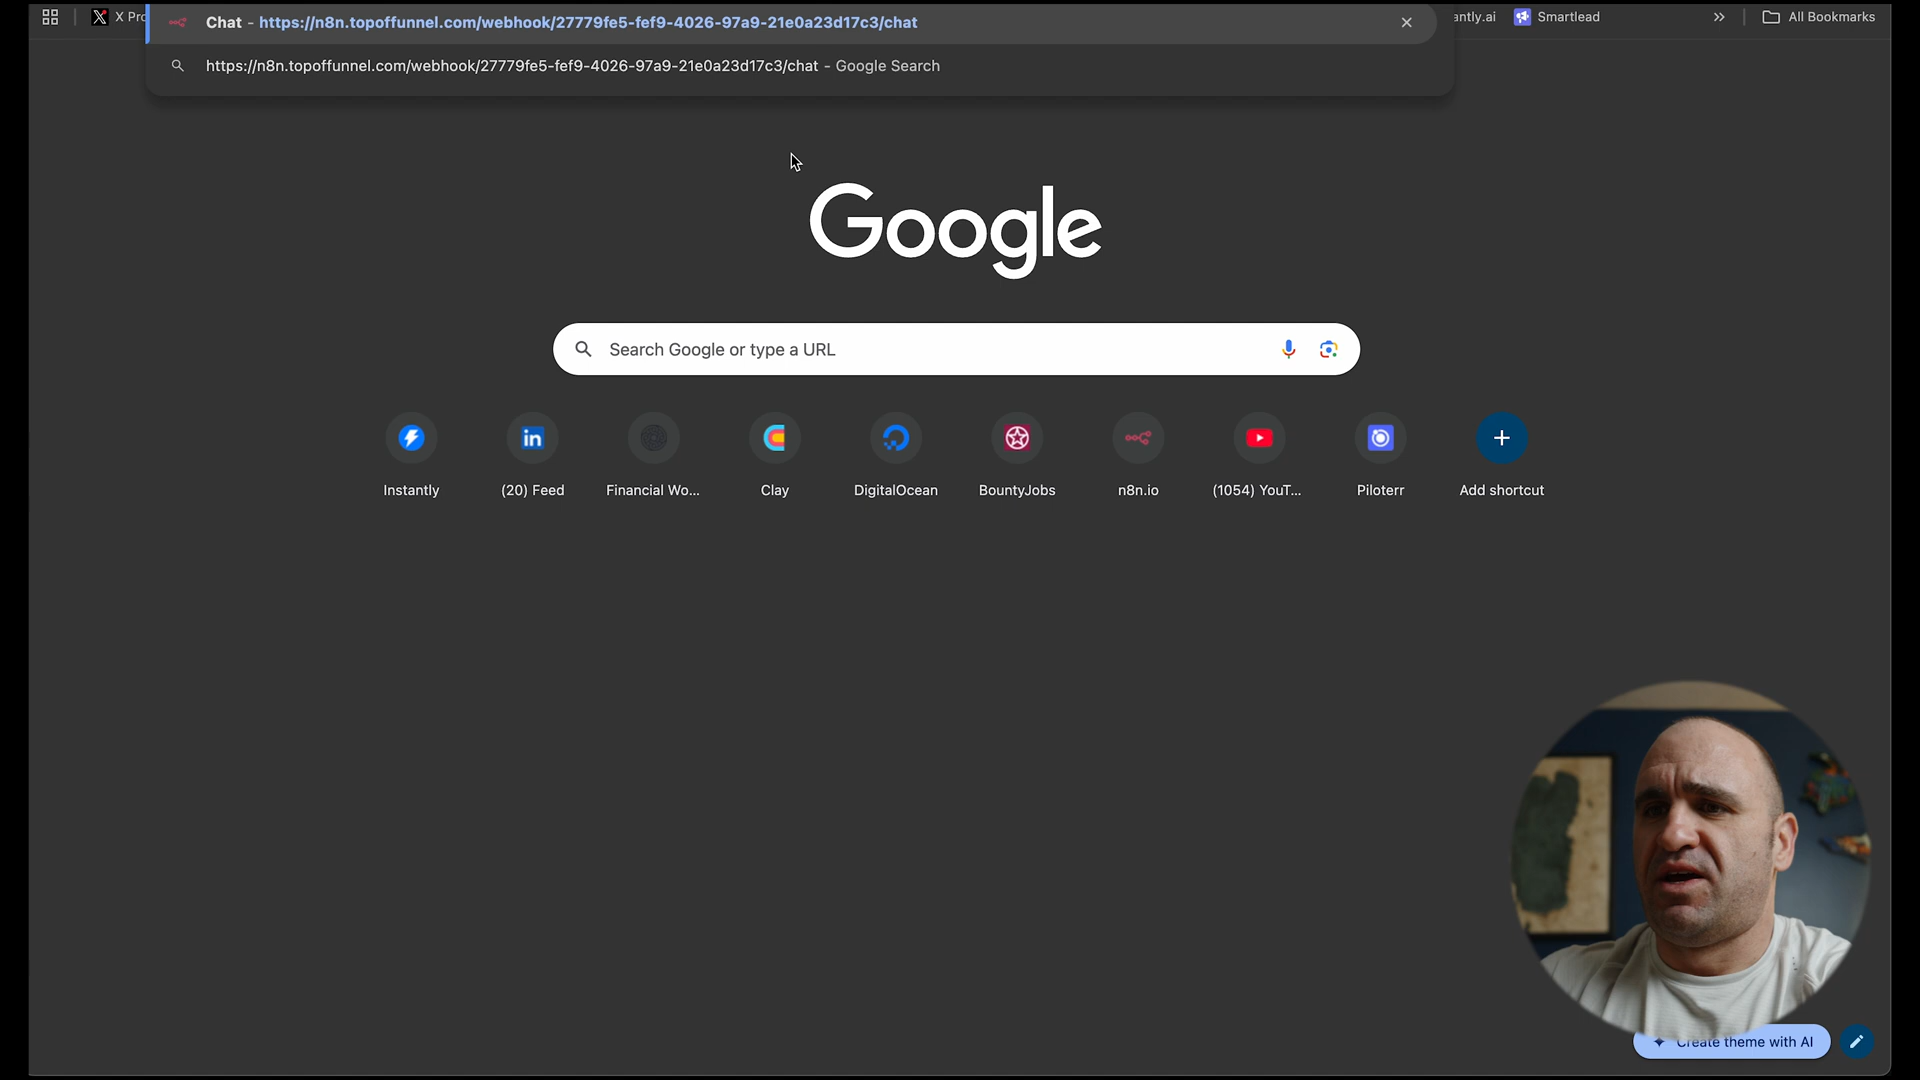 Chat - https://n8n.topoffunnel.com/webhook/27779fe5-fef9-4026-97a9-21e0a23d17c3/chat
X Pro
antly.ai
Smartlead
All Bookmarks
https://n8n.topoffunnel.com/webhook/27779fe5-fef9-4026-97a9-21e0a23d17c3/chat - Google Search
Google
Search Google or type a URL
Instantly
(20) Feed
Financial Wo...
Clay
DigitalOcean
BountyJobs
n8n.io
(1054) YouT...
Piloterr
Add shortcut
Create theme with AI